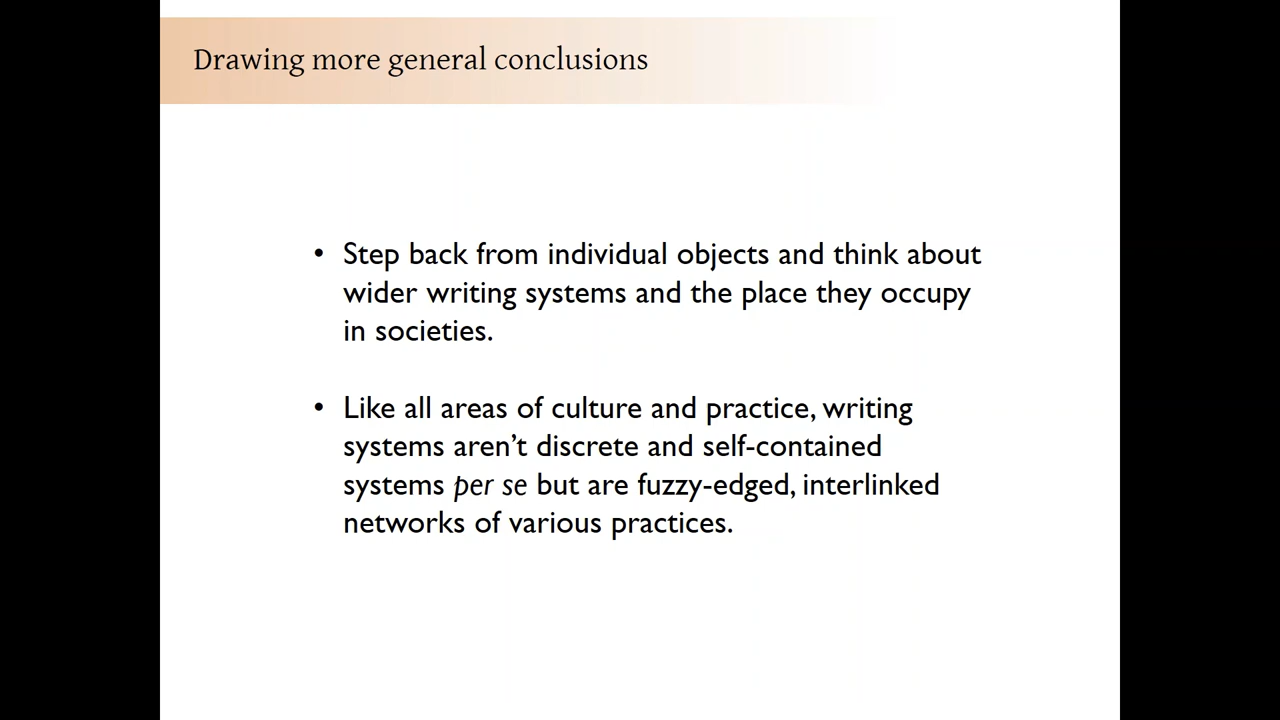 Drawing more general conclusions
• Step back from individual objects and think about
wider writing systems and the place they occupy
in societies.
• Like all areas of culture and practice, writing
systems aren’t discrete and self-contained
systems per se but are fuzzy-edged, interlinked
networks of various practices.